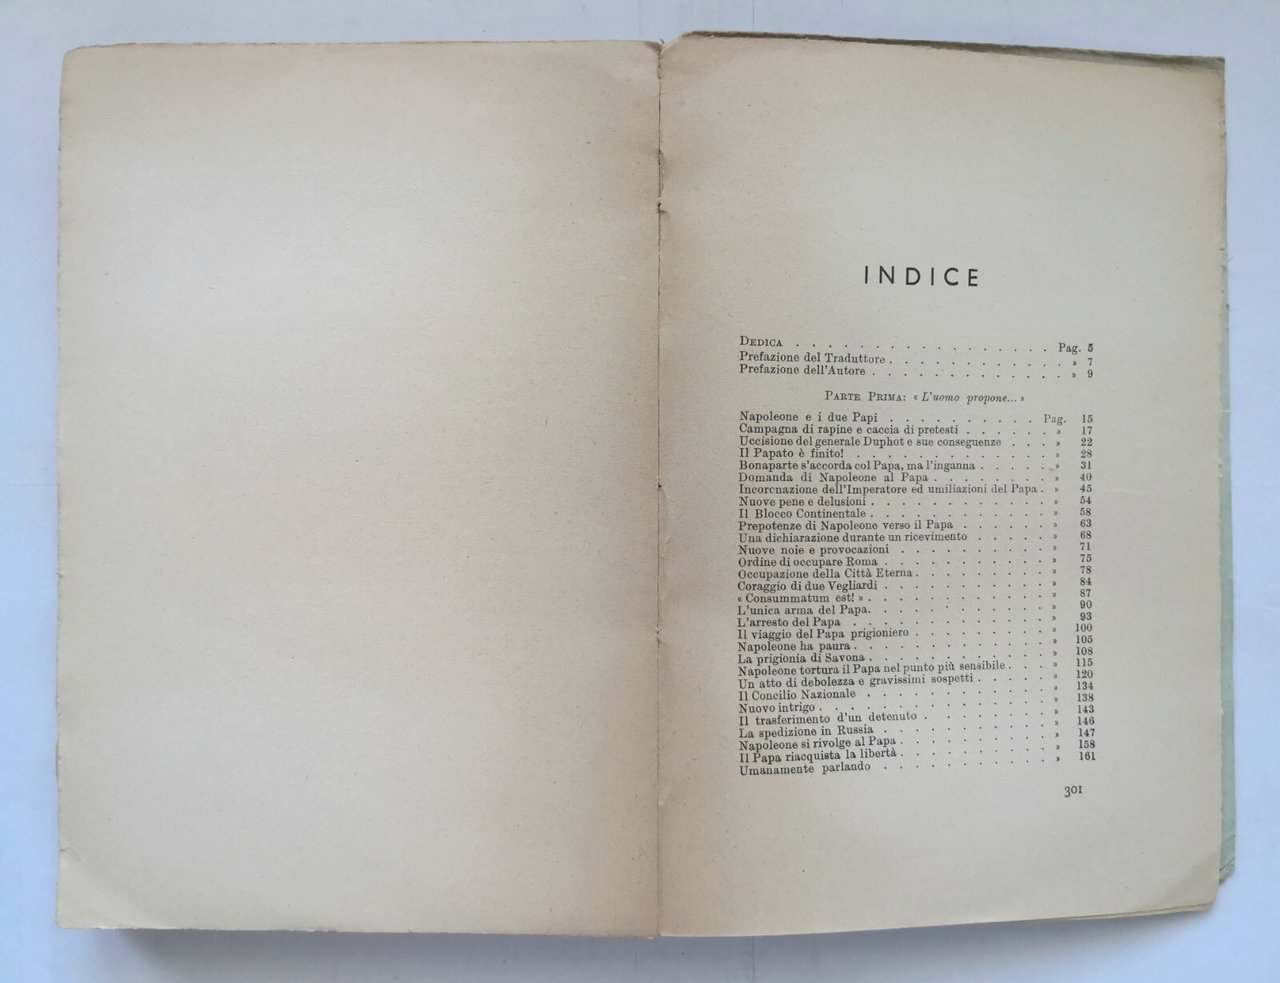 INDICE
DEDICA . . . . . . . . . . . . . . . . Pag. 5
Prefazione del Traduttore . . . . . . . . . . . » 7
Prefazione dell'Autore . . . . . . . . . . . . » 9
PARTE PRIMA: « L'uomo propone... »
Napoleone e i due Papi . . . . . . . . . . Pag. 15
Campagna di rapine e caccia di pretesti . . . . . . » 17
Uccisione del generale Duphot e sue conseguenze . . . » 22
Il Papato è finito! . . . . . . . . . . . . » 28
Bonaparte s'accorda col Papa, ma l'inganna . . . . . » 31
Domanda di Napoleone al Papa . . . . . . . . » 40
Incoronazione dell'Imperatore ed umiliazioni del Papa . » 45
Nuove pene e delusioni . . . . . . . . . . . » 54
Il Blocco Continentale . . . . . . . . . . . » 58
Prepotenze di Napoleone verso il Papa . . . . . . » 63
Una dichiarazione durante un ricevimento . . . . . » 68
Nuove noie e provocazioni . . . . . . . . . . » 71
Ordine di occupare Roma . . . . . . . . . . » 75
Occupazione della Città Eterna . . . . . . . . . » 78
Coraggio di due Vegliardi . . . . . . . . . . » 84
« Consummatum est! » . . . . . . . . . . . » 87
L'unica arma del Papa . . . . . . . . . . . » 90
L'arresto del Papa . . . . . . . . . . . . » 93
Il viaggio del Papa prigioniero . . . . . . . . . » 100
Napoleone ha paura . . . . . . . . . . . . » 105
La prigionia di Savona . . . . . . . . . . . » 108
Napoleone tortura il Papa nel punto più sensibile . . . » 115
Un atto di debolezza e gravissimi sospetti . . . . . » 120
Il Concilio Nazionale . . . . . . . . . . . » 134
Nuovo intrigo . . . . . . . . . . . . . . » 138
Il trasferimento d'un detenuto . . . . . . . . » 143
La spedizione in Russia . . . . . . . . . . » 146
Napoleone si rivolge al Papa . . . . . . . . . » 147
Il Papa riacquista la libertà . . . . . . . . . » 158
Umanamente parlando . . . . . . . . . . » 161
301